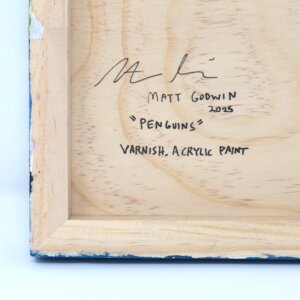 MATT GODWIN
2025
"PENGUINS"
VARNISH, ACRYLIC PAINT